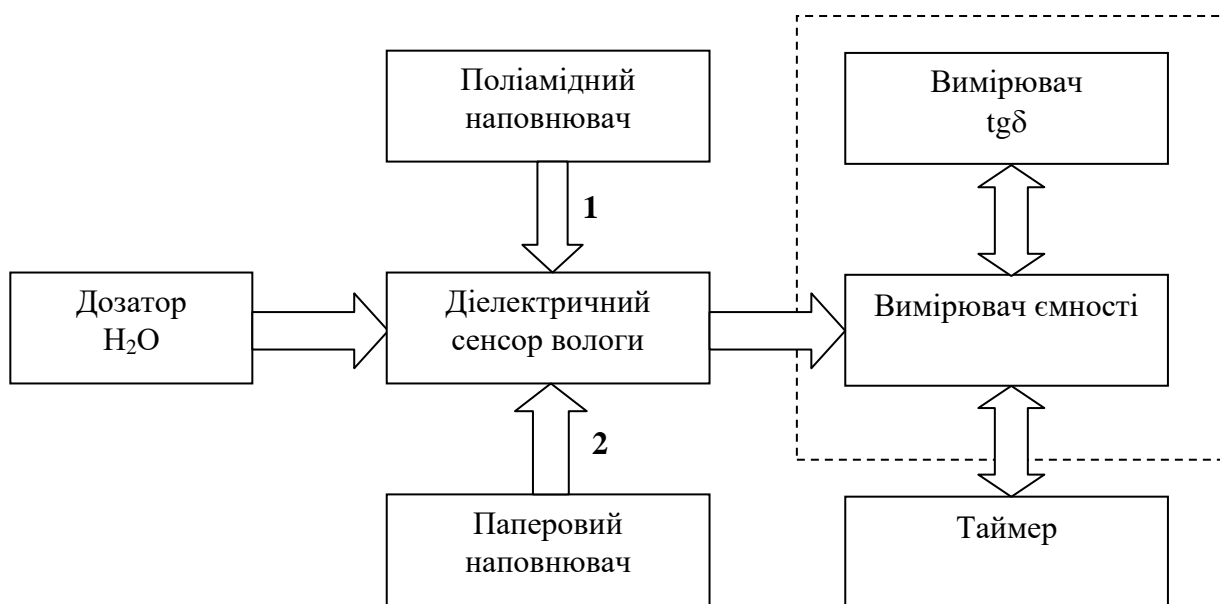 Поліамідний
наповнювач
Вимірювач
tgδ
1
Дозатор
H₂O
Діелектричний
сенсор вологи
Вимірювач ємності
2
Паперовий
наповнювач
Таймер